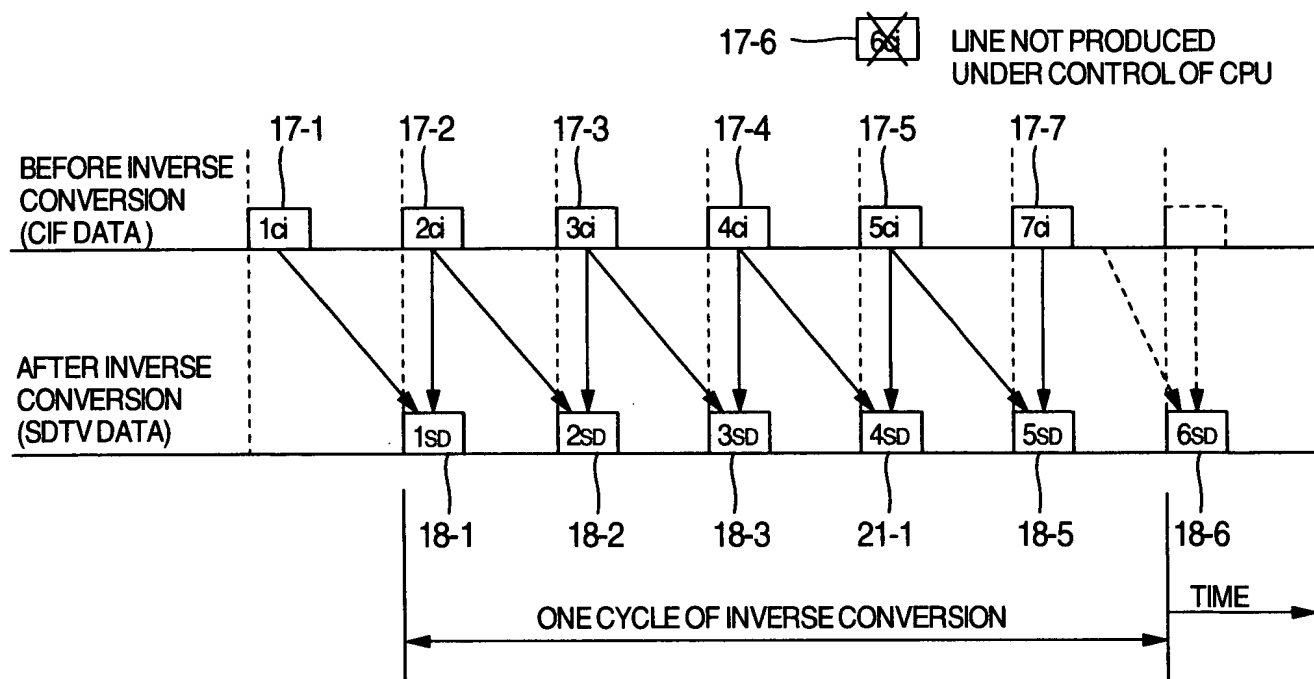 17-6
6ci
LINE NOT PRODUCED
UNDER CONTROL OF CPU
17-1
17-2
17-3
17-4
17-5
17-7
BEFORE INVERSE
CONVERSION
(CIF DATA)
1ci
2ci
3ci
4ci
5ci
7ci
AFTER INVERSE
CONVERSION
(SDTV DATA)
1SD
2SD
3SD
4SD
5SD
6SD
18-1
18-2
18-3
21-1
18-5
18-6
ONE CYCLE OF INVERSE CONVERSION
TIME